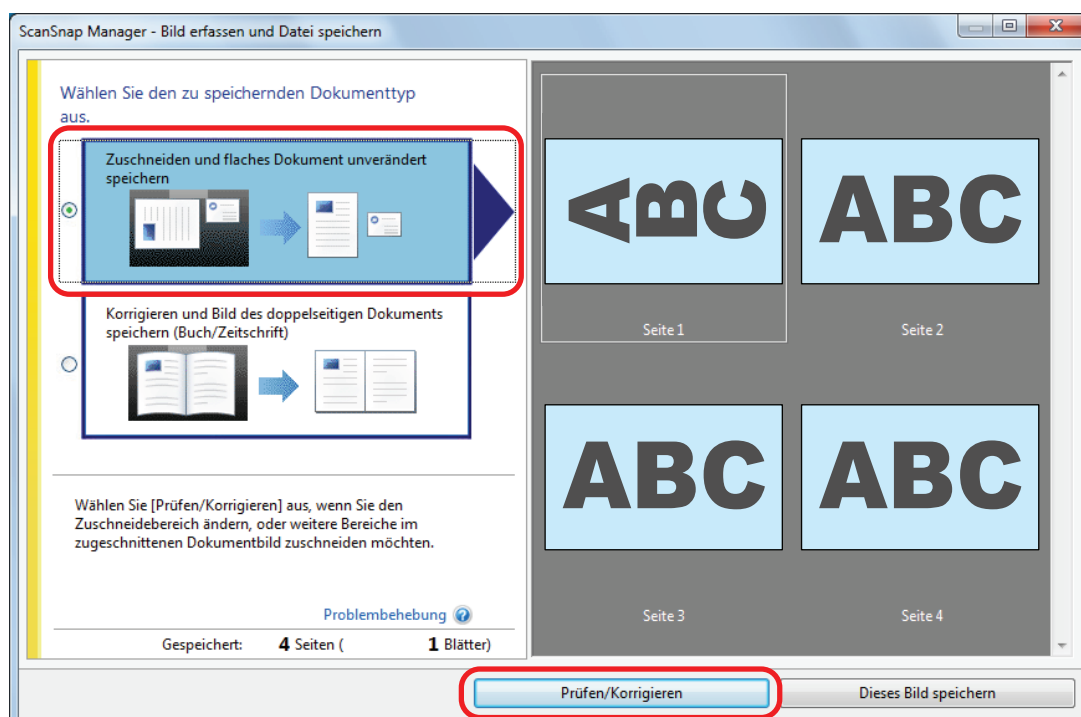 ScanSnap Manager - Bild erfassen und Datei speichern
Wählen Sie den zu speichernden Dokumenttyp
aus.
Zuschneiden und flaches Dokument unverändert
speichern
Korrigieren und Bild des doppelseitigen Dokuments
speichern (Buch/Zeitschrift)
Wählen Sie [Prüfen/Korrigieren] aus, wenn Sie den
Zuschneidebereich ändern, oder weitere Bereiche im
zugeschnittenen Dokumentbild zuschneiden möchten.
Problembehebung
Gespeichert: 4 Seiten ( 1 Blätter)
ABC
ABC
Seite 1
Seite 2
ABC
ABC
Seite 3
Seite 4
Prüfen/Korrigieren
Dieses Bild speichern